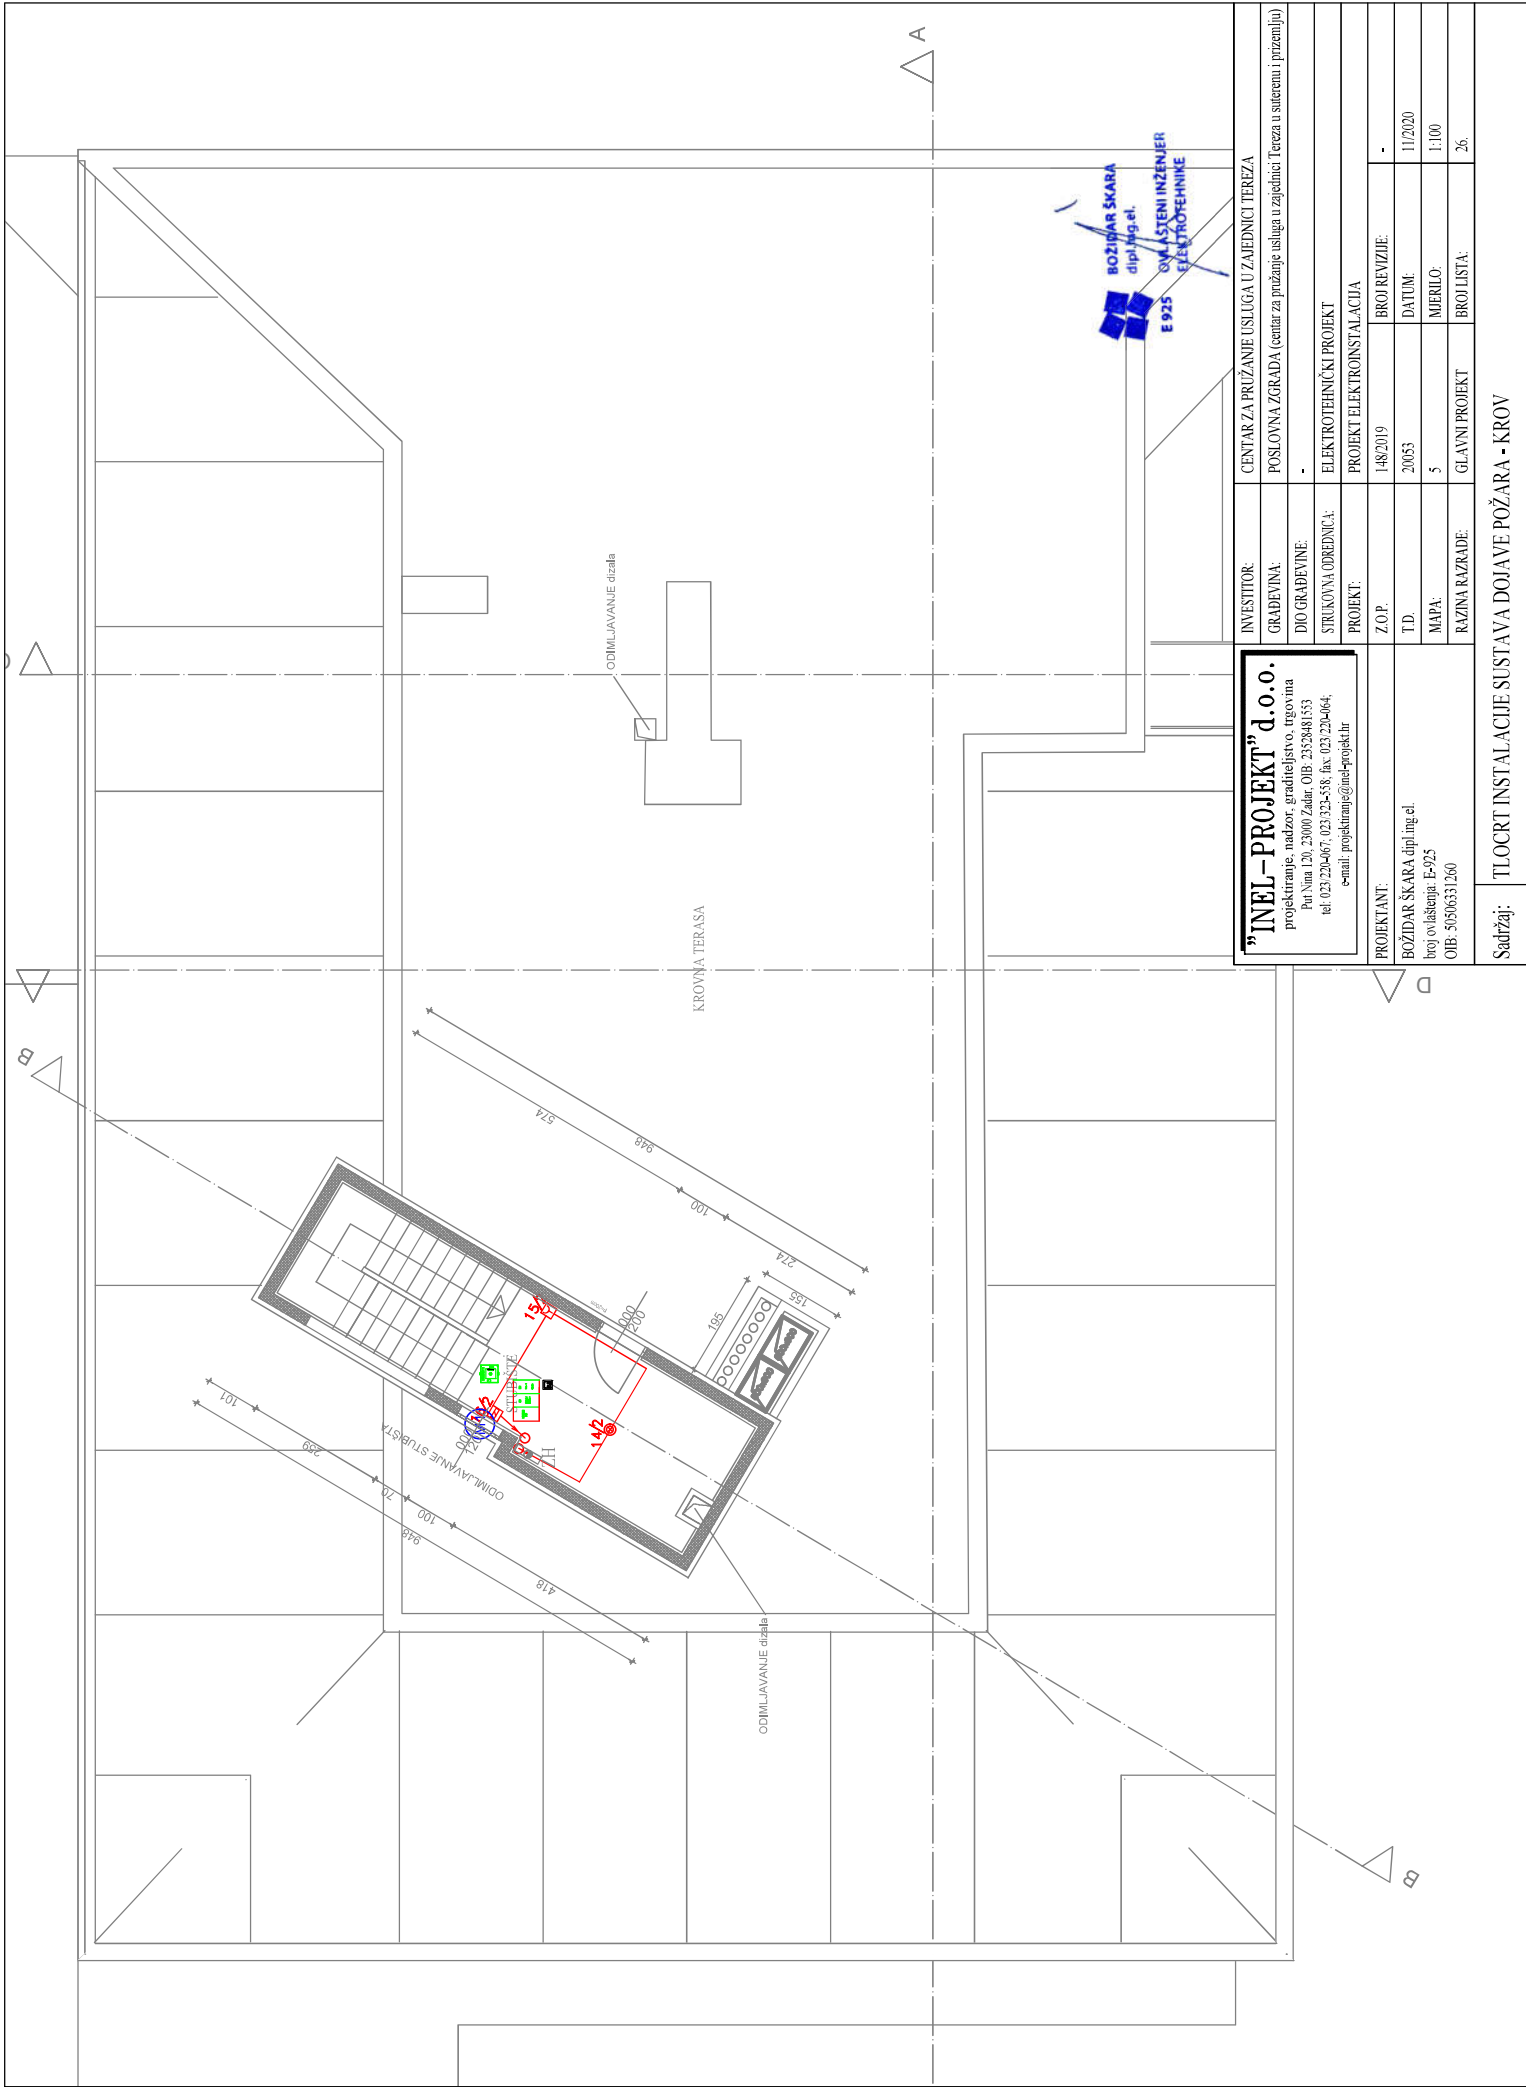 A
B
B
D
ODIMLJAVANJE dizala
KROVNA TERASA
574
948
100
274
195
155
101
259
70
100
948
418
ODIMLJAVANJE STUBIŠTA
STUBIŠTE
14/2
ODIMLJAVANJE dizala
BOŽIDAR ŠKARA
dipl.ing.el.
OVLAŠTENI INŽENJER
E 925 ELEKTROTEHNIKE
"INEL-PROJEKT" d.o.o.
projektiranje, nadzor, graditeljstvo, trgovina
Put Nina 120, 23000 Zadar, OIB: 23528481553
tel: 023/220-067; 023/323-558; fax: 023/220-064;
e-mail: projektiranje@inel-projekt.hr
PROJEKTANT:
BOŽIDAR ŠKARA dipl.ing.el.
broj ovlaštenja: E-925
OIB: 50506331260
INVESTITOR: CENTAR ZA PRUŽANJE USLUGA U ZAJEDNICI TEREZA
GRAĐEVINA: POSLOVNA ZGRADA (centar za pružanje usluga u zajednici Tereza u suterenu i prizemlju)
DIO GRAĐEVINE: -
STRUKOVNA ODREDNICA: ELEKTROTEHNIČKI PROJEKT
PROJEKT: PROJEKT ELEKTROINSTALACIJA
Z.O.P. 148/2019 BROJ REVIZIJE: -
T.D. 20053 DATUM: 11/2020
MAPA: 5 MJERILO: 1:100
RAZINA RAZRADE: GLAVNI PROJEKT BROJ LISTA: 26.
Sadržaj: TLOCRT INSTALACIJE SUSTAVA DOJAVE POŽARA - KROV